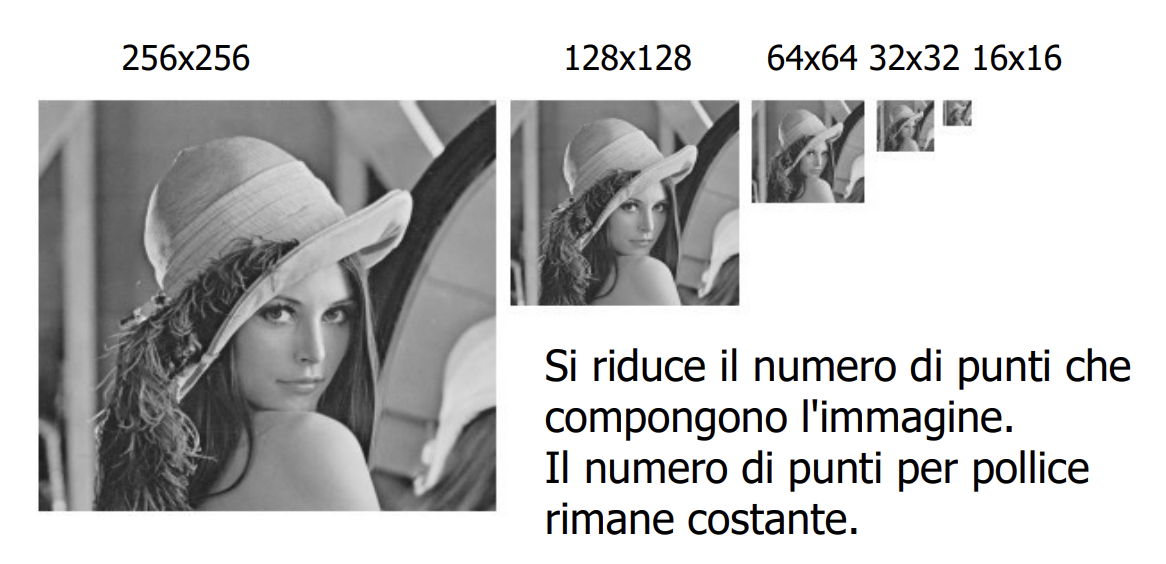 256x256 128x128 64x64 32x32 16x16
Si riduce il numero di punti che
compongono l'immagine.
Il numero di punti per pollice
rimane costante.